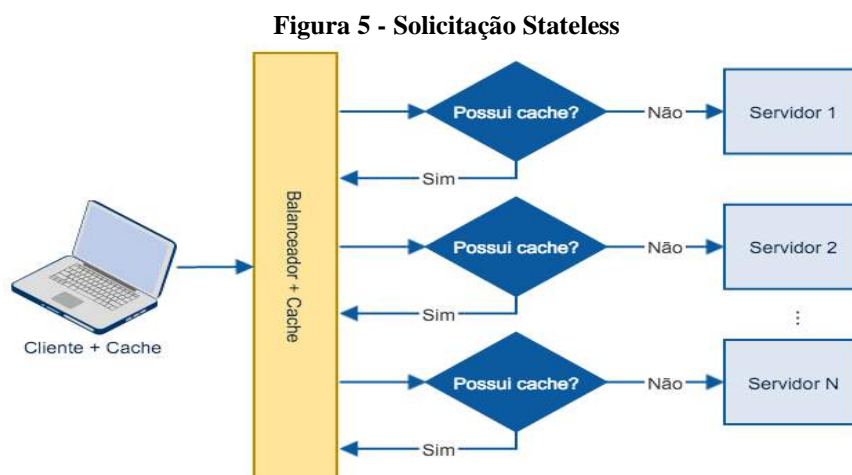 Figura 5 - Solicitação Stateless
Possui cache?
Não
Servidor 1
Sim
Balanceador + Cache
Possui cache?
Não
Servidor 2
Sim
⋮
Cliente + Cache
Possui cache?
Não
Servidor N
Sim